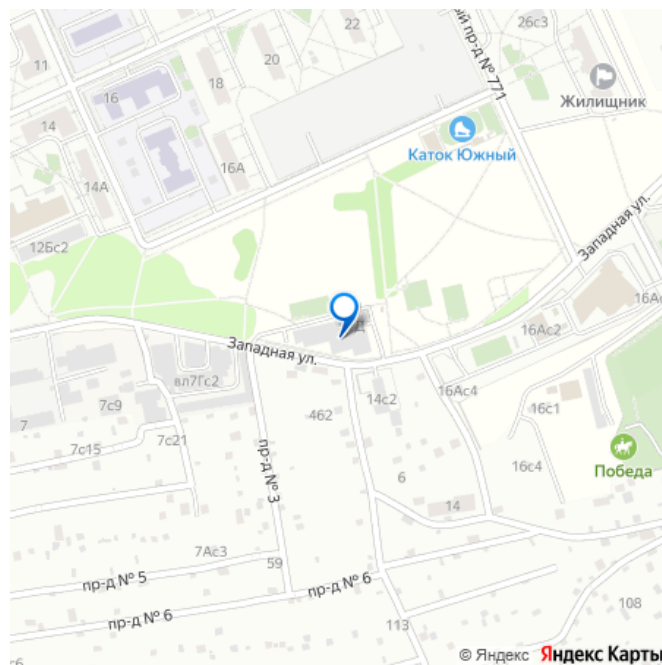 22
26с3
11
20
ый пр-д № 771
18
Жилищник
16
14
Каток Южный
16А
14А
Западная ул.
12Бс2
16Ас
16Ас2
Западная ул.
вл7Гс2
16Ас4
7с9
14с2
462
16с1
7
7с21
7с15
пр-д № 3
6
16с4
Победа
14
7Ас3
59
пр-д № 5
пр-д № 6
108
пр-д № 6
113
с6
© Яндекс Яндекс Карты